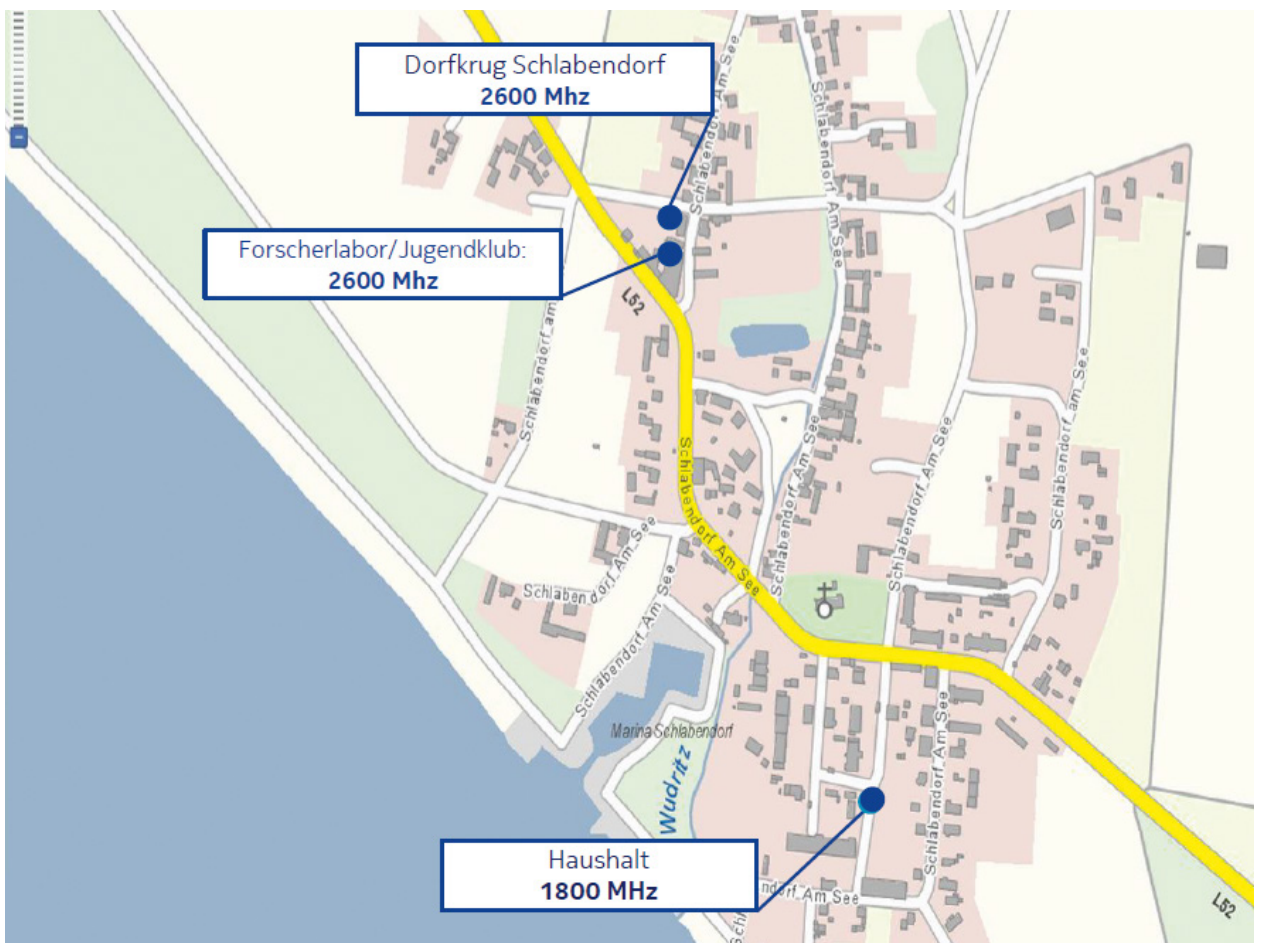 Dorfkrug Schlabendorf
2600 Mhz
Forscherlabor/Jugendklub:
2600 Mhz
Schlabendorf Am See
Schlabendorf Am See
Schlabendorf Am See
L52
Schlabendorf am
Schlabendorf am See
Schlabendorf Am See
Schlabendorf Am See
Schlabendorf Am See
Schlabendorf Am See
Schlabendorf Am See
Marina Schlabendorf
Wudritz
Schlabendorf Am See
Haushalt
1800 MHz
ndorf Am See
L52